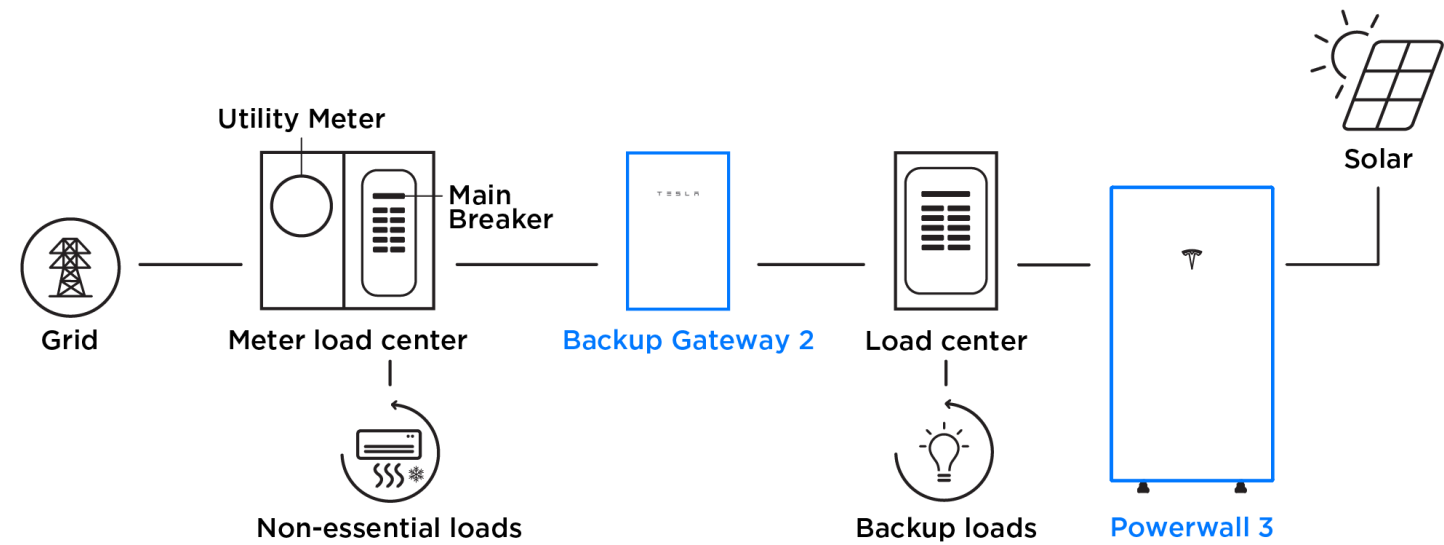 Utility Meter
Main
Breaker
TESLA
Solar
Grid
Meter load center
Backup Gateway 2
Load center
Non-essential loads
Backup loads
Powerwall 3